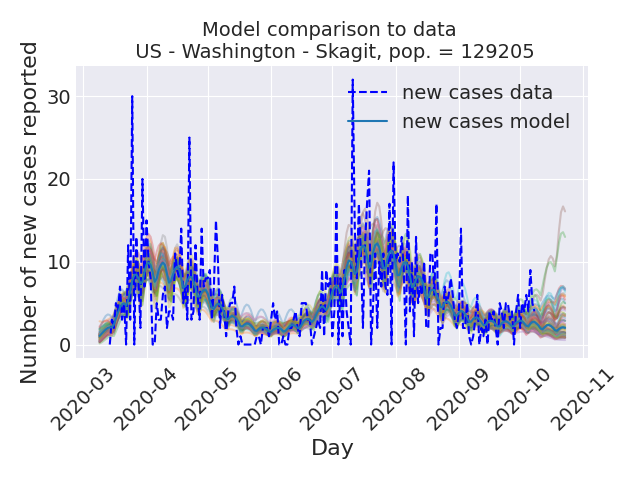 Model comparison to data
US - Washington - Skagit, pop. = 129205
Number of new cases reported
30
20
10
0
new cases data
new cases model
2020-03
2020-04
2020-05
2020-06
2020-07
2020-08
2020-09
2020-10
2020-11
Day